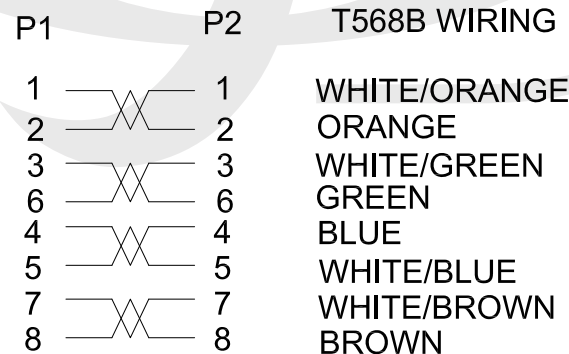 P1 P2 T568B WIRING
1 1 WHITE/ORANGE
2 2 ORANGE
3 3 WHITE/GREEN
6 6 GREEN
4 4 BLUE
5 5 WHITE/BLUE
7 7 WHITE/BROWN
8 8 BROWN